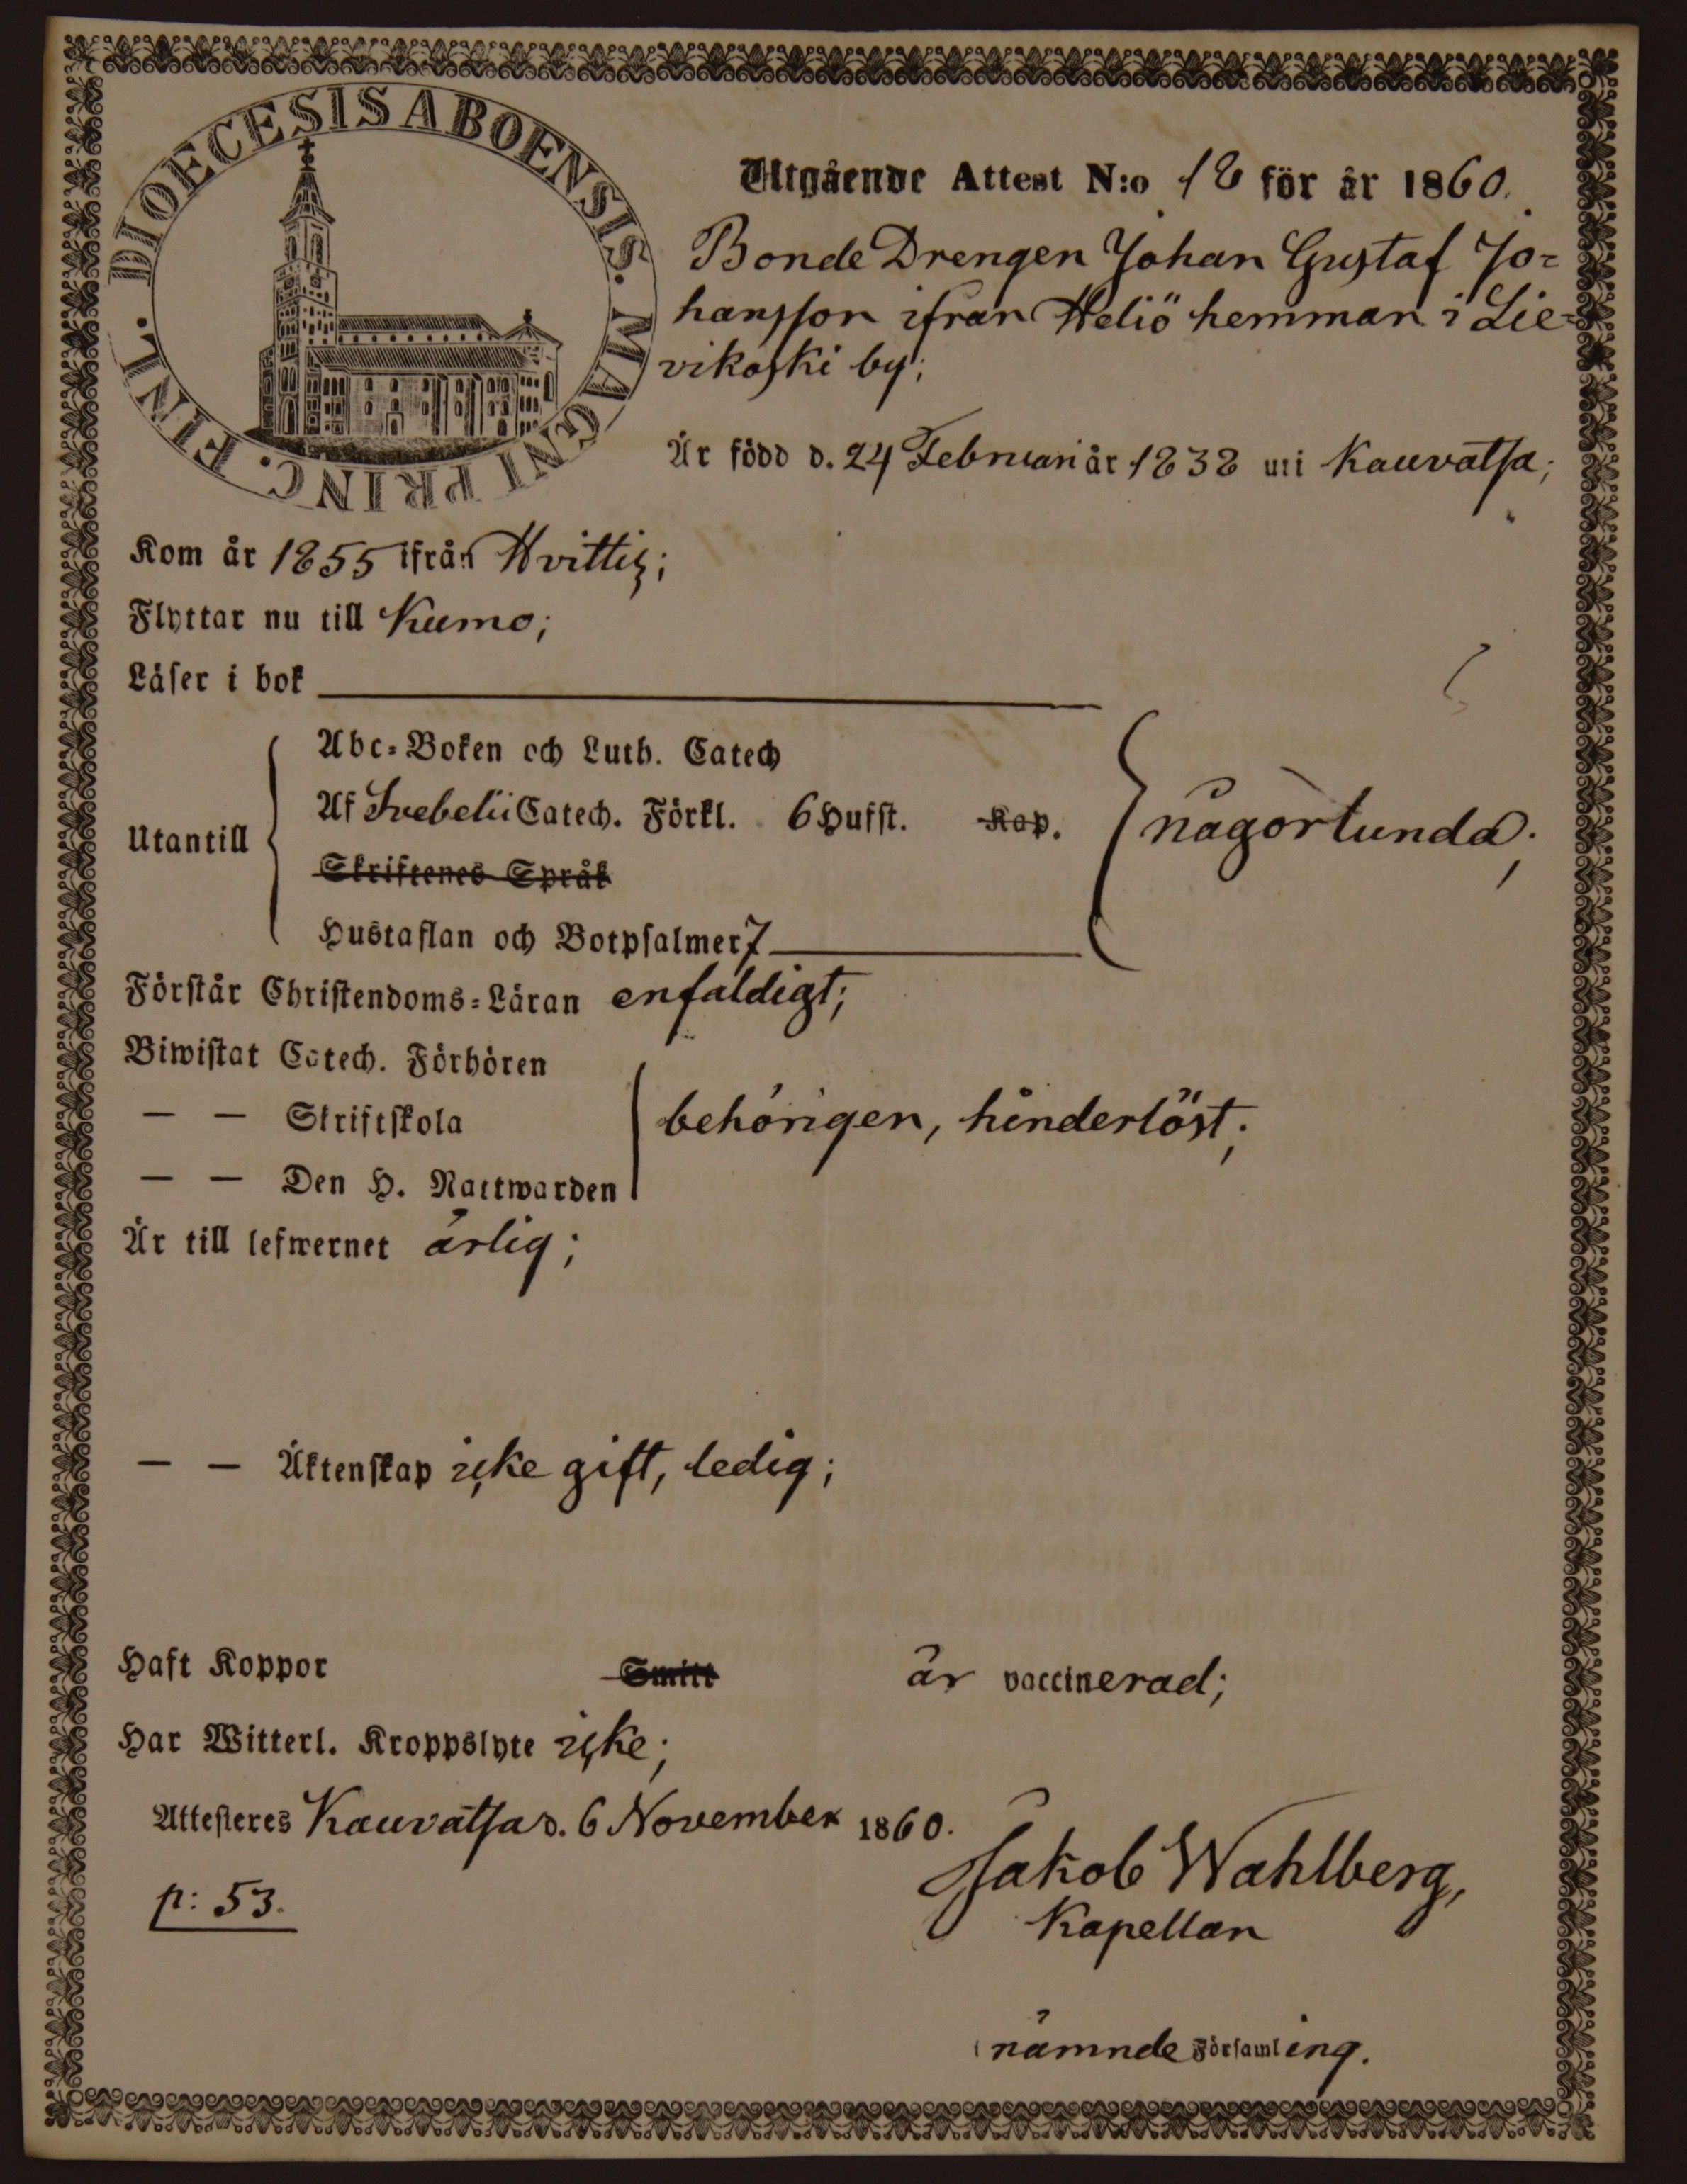 DIOECESIS ABOENSIS. MAGNI PRINC. FINL.
Utgående Attest N:o 18 för år 1860.
Bonde Drengen Johan Gustaf Jo=
hansson ifrån Heliö hemman i Lie=
vikoski by;
Är född d. 24 Februari år 1838 uti Kauvatsa;
Kom år 1855 ifrån Hvittis;
Flyttar nu till Kumo;
Läser i bok
Abc=Boken och Luth. Catech
Utantill Af Svebelii Catech. Förkl. 6 Hufst. Kap. någorlunda;
Skriftenes Språk
Hustaflan och Botpsalmer 7
Förstår Christendoms=Läran enfaldigt;
Biwistat Catech. Förhören
— — Skriftskola behörigen, hinderlöst;
— — Den H. Nattwarden
Är till lefwernet ärlig;
— — Äktenskap icke gift, ledig;
Haft Koppor Smitt är vaccinerad;
Har Witterl. Kroppslyte icke;
Attesteres Kauvatsa d. 6 November 1860.
Jakob Wahlberg,
p: 53.
Kapellan
i nämnde Församling.